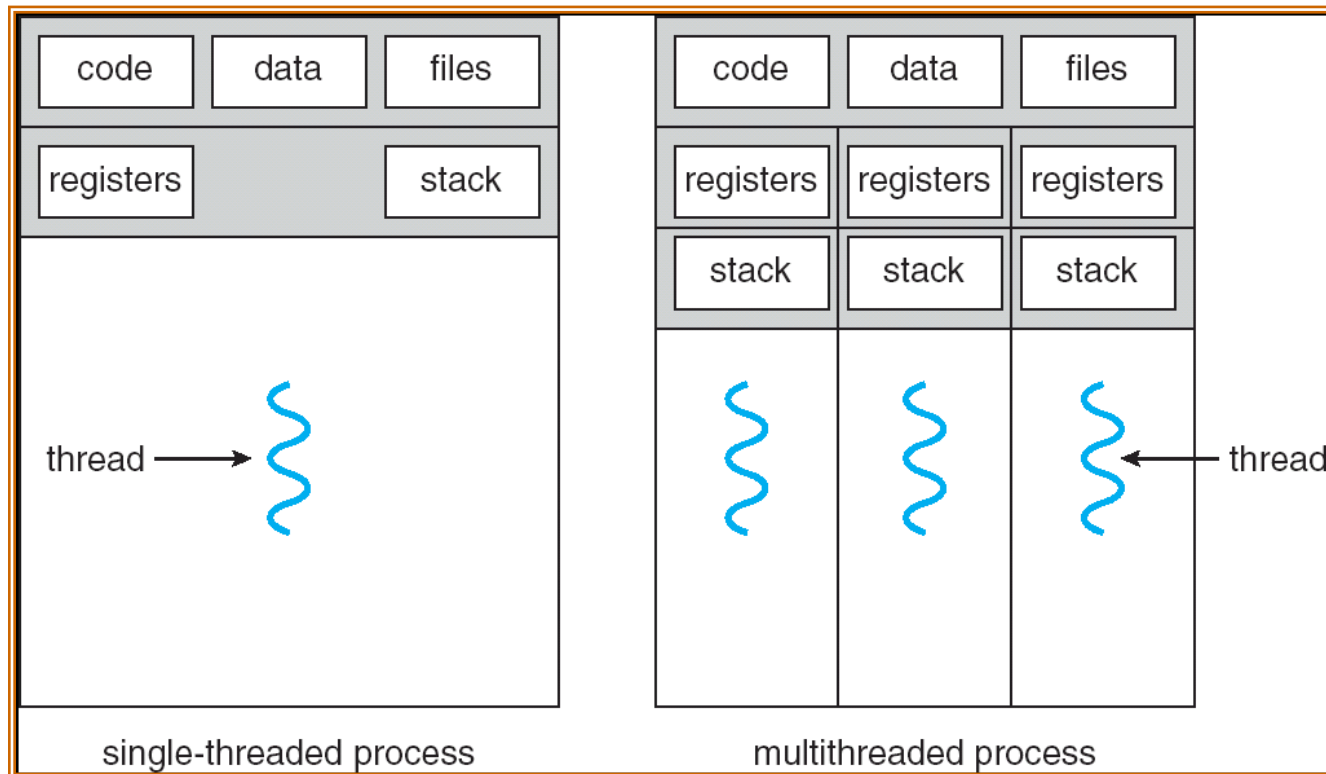 code data files
registers stack
thread
single-threaded process
code data files
registers registers registers
stack stack stack
thread
multithreaded process